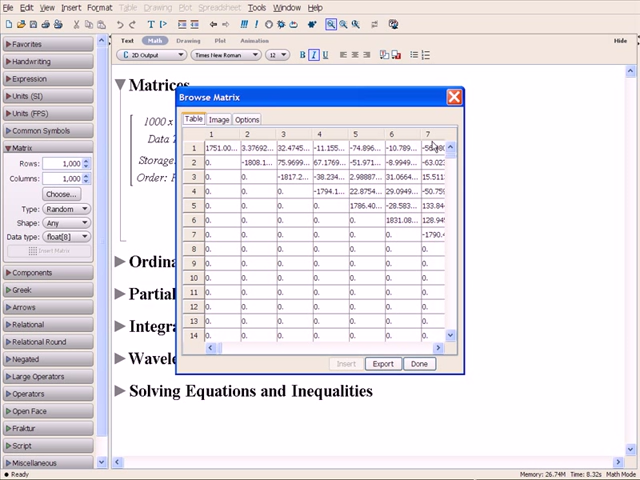 File Edit View Insert Format Table Drawing Plot Spreadsheet Tools Window Help
Text Math Drawing Plot Animation Hide
2D Output Times New Roman 12 B I U
Favorites
Handwriting
Expression
Units (SI)
Units (FPS)
Common Symbols
Matrix
Rows: 1,000
Columns: 1,000
Choose...
Type: Random
Shape: Any
Data type: float[8]
Insert Matrix
Components
Greek
Arrows
Relational
Relational Round
Negated
Large Operators
Operators
Open Face
Fraktur
Script
Miscellaneous
Matrices
1000 x
Data T
Storage:
Order: F
Ordina
Partial
Integra
Wavele
Solving Equations and Inequalities
Browse Matrix
Table Image Options
1 2 3 4 5 6 7
1 1751.00... 3.37692... 32.4745... -11.155... -74.896... -10.789...
2 0. -1808.1... 75.9699... 67.1769... -51.971... -8.9949... -63.023
3 0. 0. -1817.2... -38.234... 2.98887... 31.0664... 15.511
4 0. 0. 0. -1794.1... 22.8754... 29.0949... -50.759
5 0. 0. 0. 0. 1786.40... -28.583... 133.84
6 0. 0. 0. 0. 0. 1831.08... 128.94
7 0. 0. 0. 0. 0. 0. -1790.4
8 0. 0. 0. 0. 0. 0. 0.
9 0. 0. 0. 0. 0. 0. 0.
10 0. 0. 0. 0. 0. 0. 0.
11 0. 0. 0. 0. 0. 0. 0.
12 0. 0. 0. 0. 0. 0. 0.
13 0. 0. 0. 0. 0. 0. 0.
14 0. 0. 0. 0. 0. 0. 0.
Insert Export Done
Ready Memory: 26.74M Time: 8.32s Math Mode